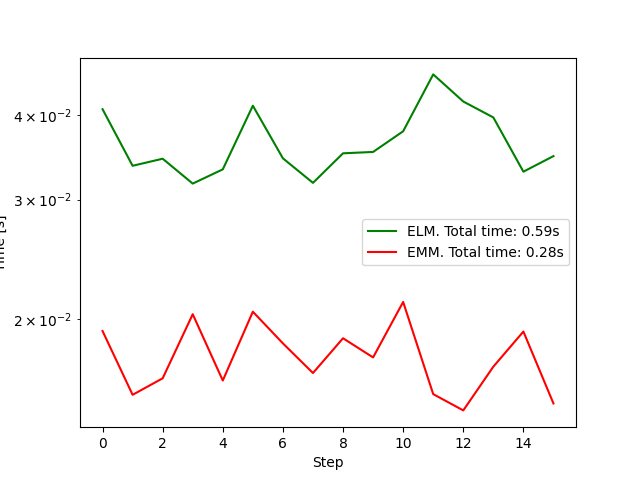 4 × 10⁻²
3 × 10⁻²
2 × 10⁻²
Time [s]
ELM. Total time: 0.59s
EMM. Total time: 0.28s
0 2 4 6 8 10 12 14
Step